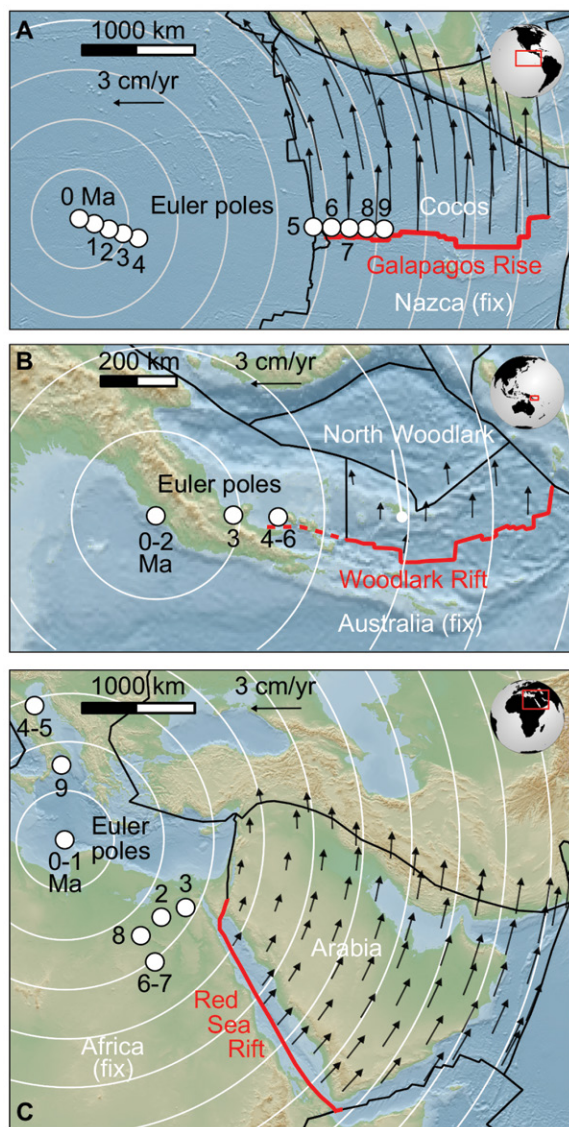 A
1000 km
3 cm/yr
0 Ma
1
2
3
4
Euler poles
5
6
7
8
9
Cocos
Galapagos Rise
Nazca (fix)
B
200 km
3 cm/yr
North Woodlark
Euler poles
0-2
Ma
3
4-6
Woodlark Rift
Australia (fix)
1000 km
3 cm/yr
4-5
9
Euler
poles
0-1
Ma
2
3
8
6-7
Arabia
Red
Sea
Rift
Africa
(fix)
C